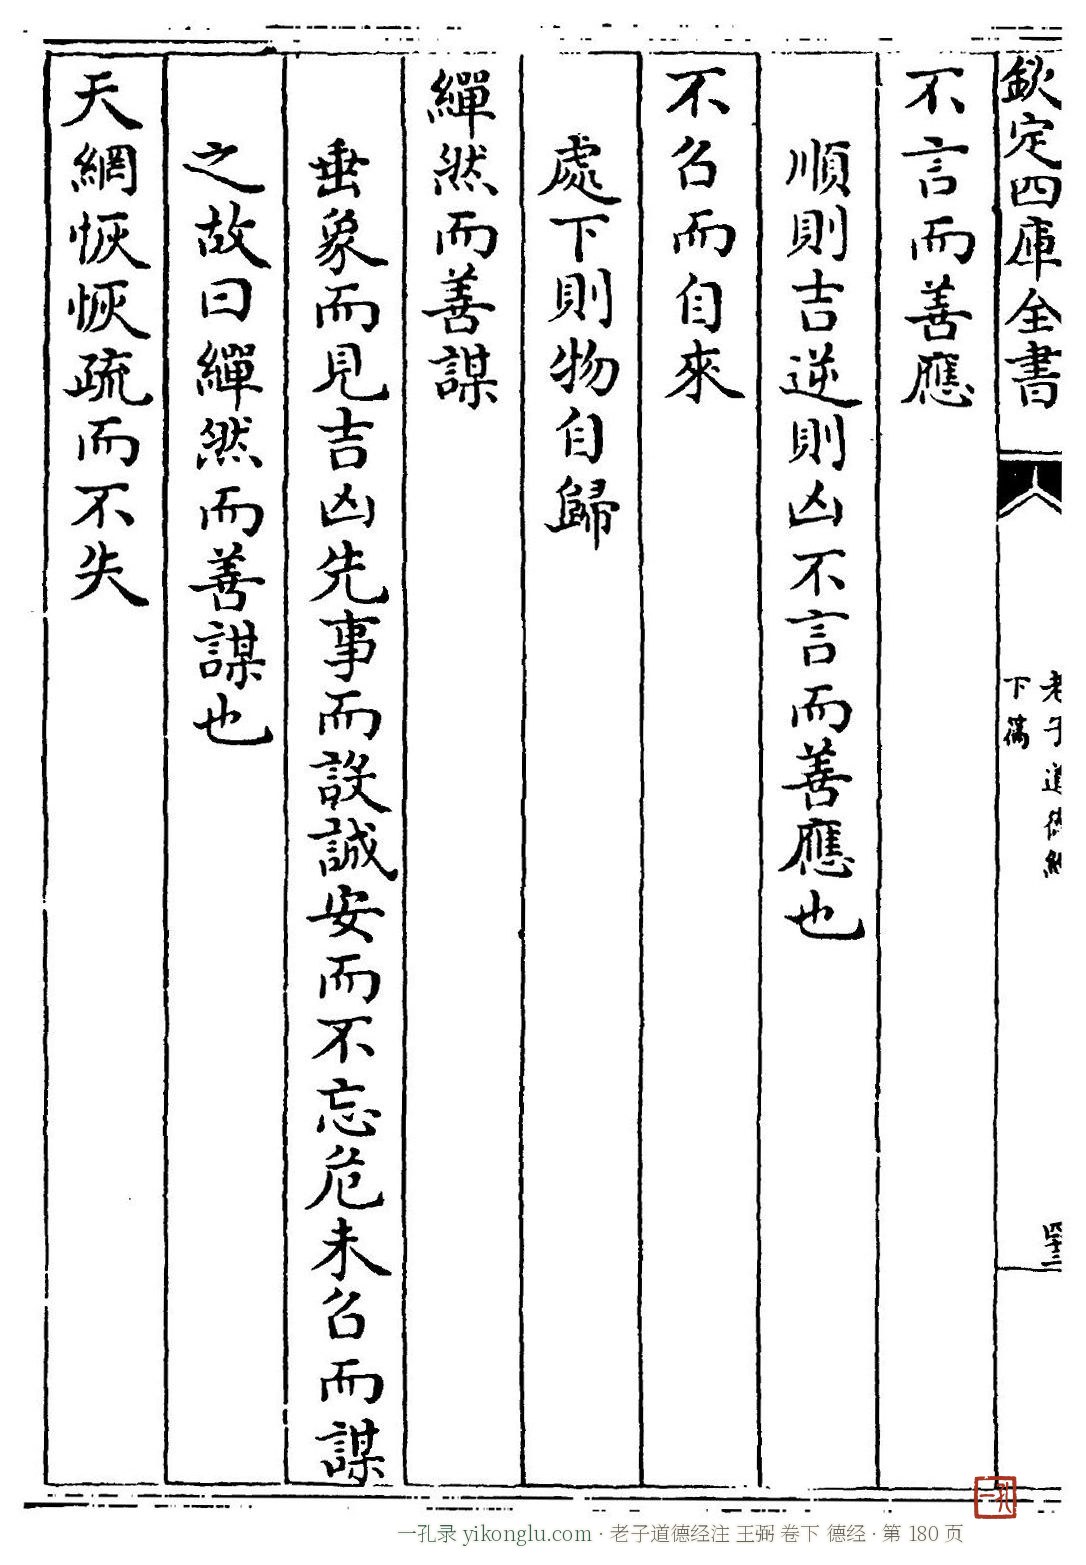 欽定四庫全書
老子道德經
下篇
不言而善應
順則吉逆則凶不言而善應也
不召而自來
處下則物自歸
繟然而善謀
垂象而見吉凶先事而設誠安而不忘危未召而謀
之故曰繟然而善謀也
天網恢恢疏而不失
一孔
一孔录 yikonglu.com · 老子道德经注 王弼 卷下 德经 · 第 180 页